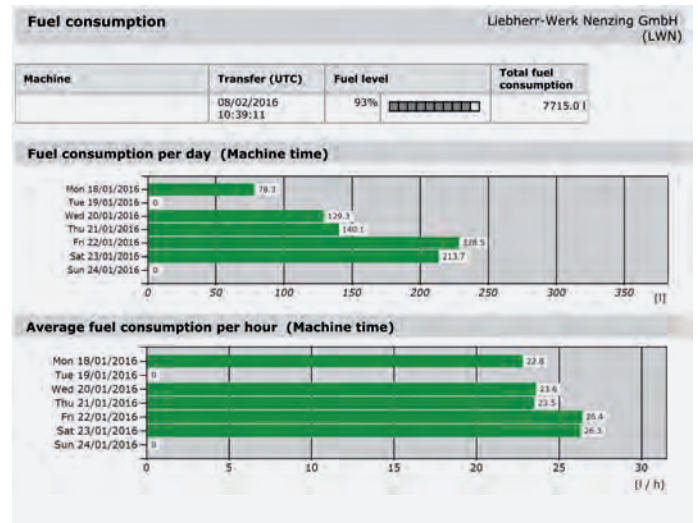 Fuel consumption
Liebherr-Werk Nenzing GmbH
(LWN)
Machine Transfer (UTC) Fuel level Total fuel consumption
08/02/2016 10:39:11 93% 7715.0 l
Fuel consumption per day (Machine time)
Mon 18/01/2016 78.3
Tue 19/01/2016 0
Wed 20/01/2016 129.3
Thu 21/01/2016 140.1
Fri 22/01/2016 228.5
Sat 23/01/2016 213.7
Sun 24/01/2016 0
0 50 100 150 200 250 300 350 [l]
Average fuel consumption per hour (Machine time)
Mon 18/01/2016 22.8
Tue 19/01/2016 0
Wed 20/01/2016 23.6
Thu 21/01/2016 23.5
Fri 22/01/2016 26.4
Sat 23/01/2016 26.3
Sun 24/01/2016 0
0 5 10 15 20 25 30
[l / h]